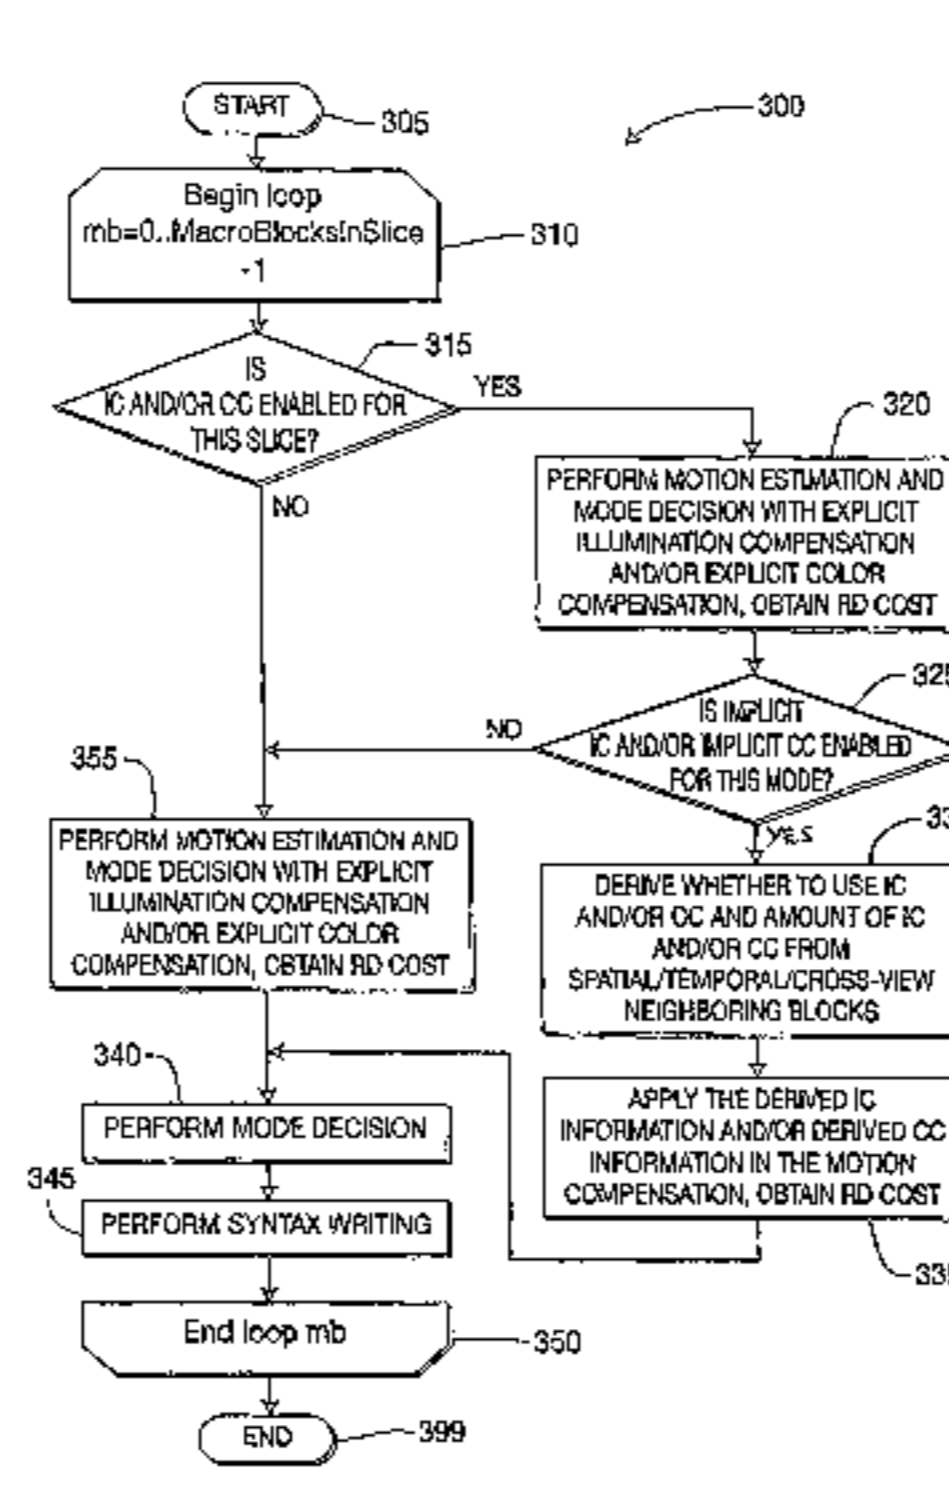 START
305
300
Begin loop
mb=0..MacroBlocksInSlice
-1
310
315
IS
IC AND/OR CC ENABLED FOR
THIS SLICE?
YES
NO
320
PERFORM MOTION ESTIMATION AND
MODE DECISION WITH EXPLICIT
ILLUMINATION COMPENSATION
AND/OR EXPLICIT COLOR
COMPENSATION, OBTAIN RD COST
325
IS IMPLICIT
IC AND/OR IMPLICIT CC ENABLED
FOR THIS MODE?
NO
YES
355
PERFORM MOTION ESTIMATION AND
MODE DECISION WITH EXPLICIT
ILLUMINATION COMPENSATION
AND/OR EXPLICIT COLOR
COMPENSATION, OBTAIN RD COST
DERIVE WHETHER TO USE IC
AND/OR CC AND AMOUNT OF IC
AND/OR CC FROM
SPATIAL/TEMPORAL/CROSS-VIEW
NEIGHBORING BLOCKS
APPLY THE DERIVED IC
INFORMATION AND/OR DERIVED CC
INFORMATION IN THE MOTION
COMPENSATION, OBTAIN RD COST
335
340
PERFORM MODE DECISION
345
PERFORM SYNTAX WRITING
End loop mb
350
END
399